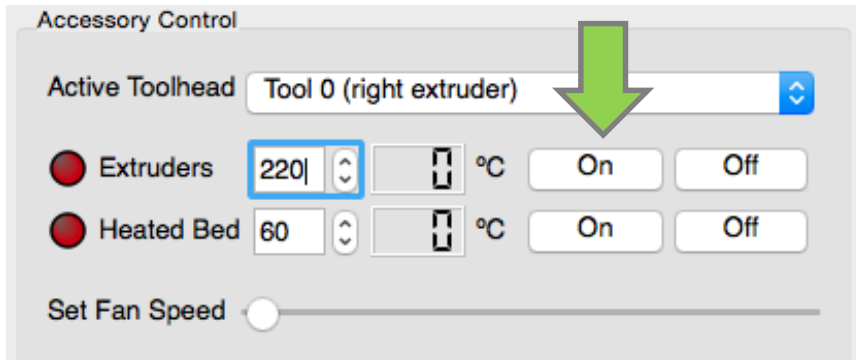 Accessory Control
Active Toolhead Tool 0 (right extruder)
Extruders 220 0 ºC On Off
Heated Bed 60 0 ºC On Off
Set Fan Speed